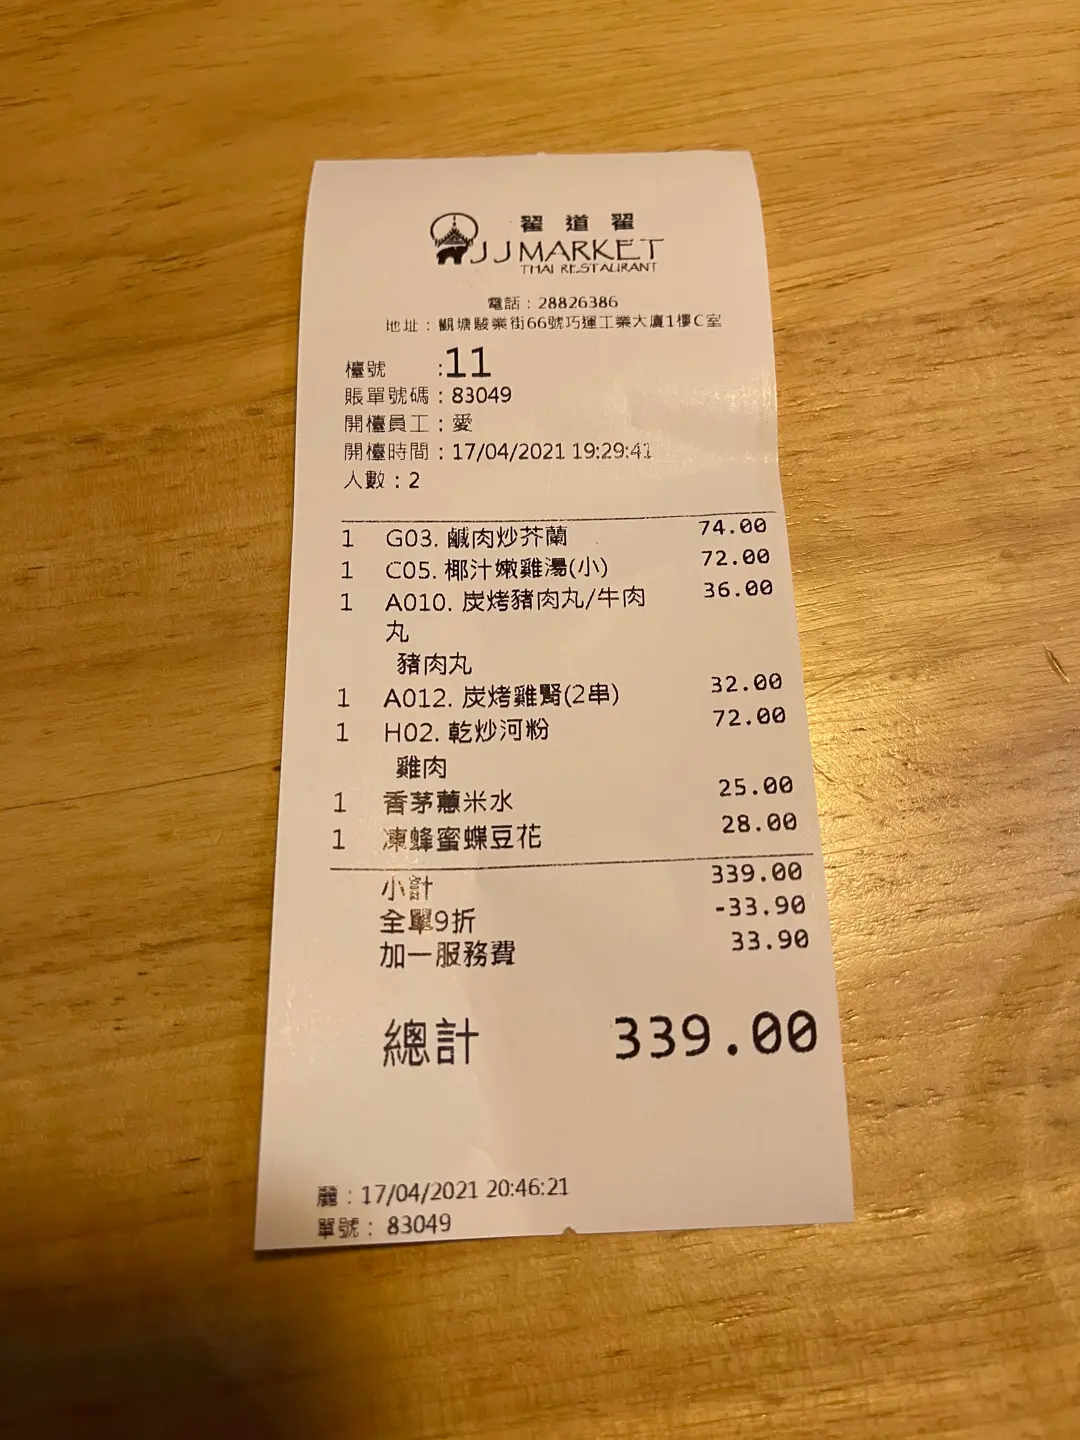 翟道翟
JJ MARKET
THAI RESTAURANT
電話：28826386
地址：觀塘駿業街66號巧運工業大廈1樓C室
檯號 :11
賬單號碼：83049
開檯員工：愛
開檯時間：17/04/2021 19:29:41
人數：2
1 G03. 鹹肉炒芥蘭 74.00
1 C05. 椰汁嫩雞湯(小) 72.00
1 A010. 炭烤豬肉丸/牛肉 36.00
丸
豬肉丸
1 A012. 炭烤雞腎(2串) 32.00
1 H02. 乾炒河粉 72.00
雞肉
1 香茅薏米水 25.00
1 凍蜂蜜蝶豆花 28.00
小計 339.00
全單9折 -33.90
加一服務費 33.90
總計 339.00
麗：17/04/2021 20:46:21
單號：83049